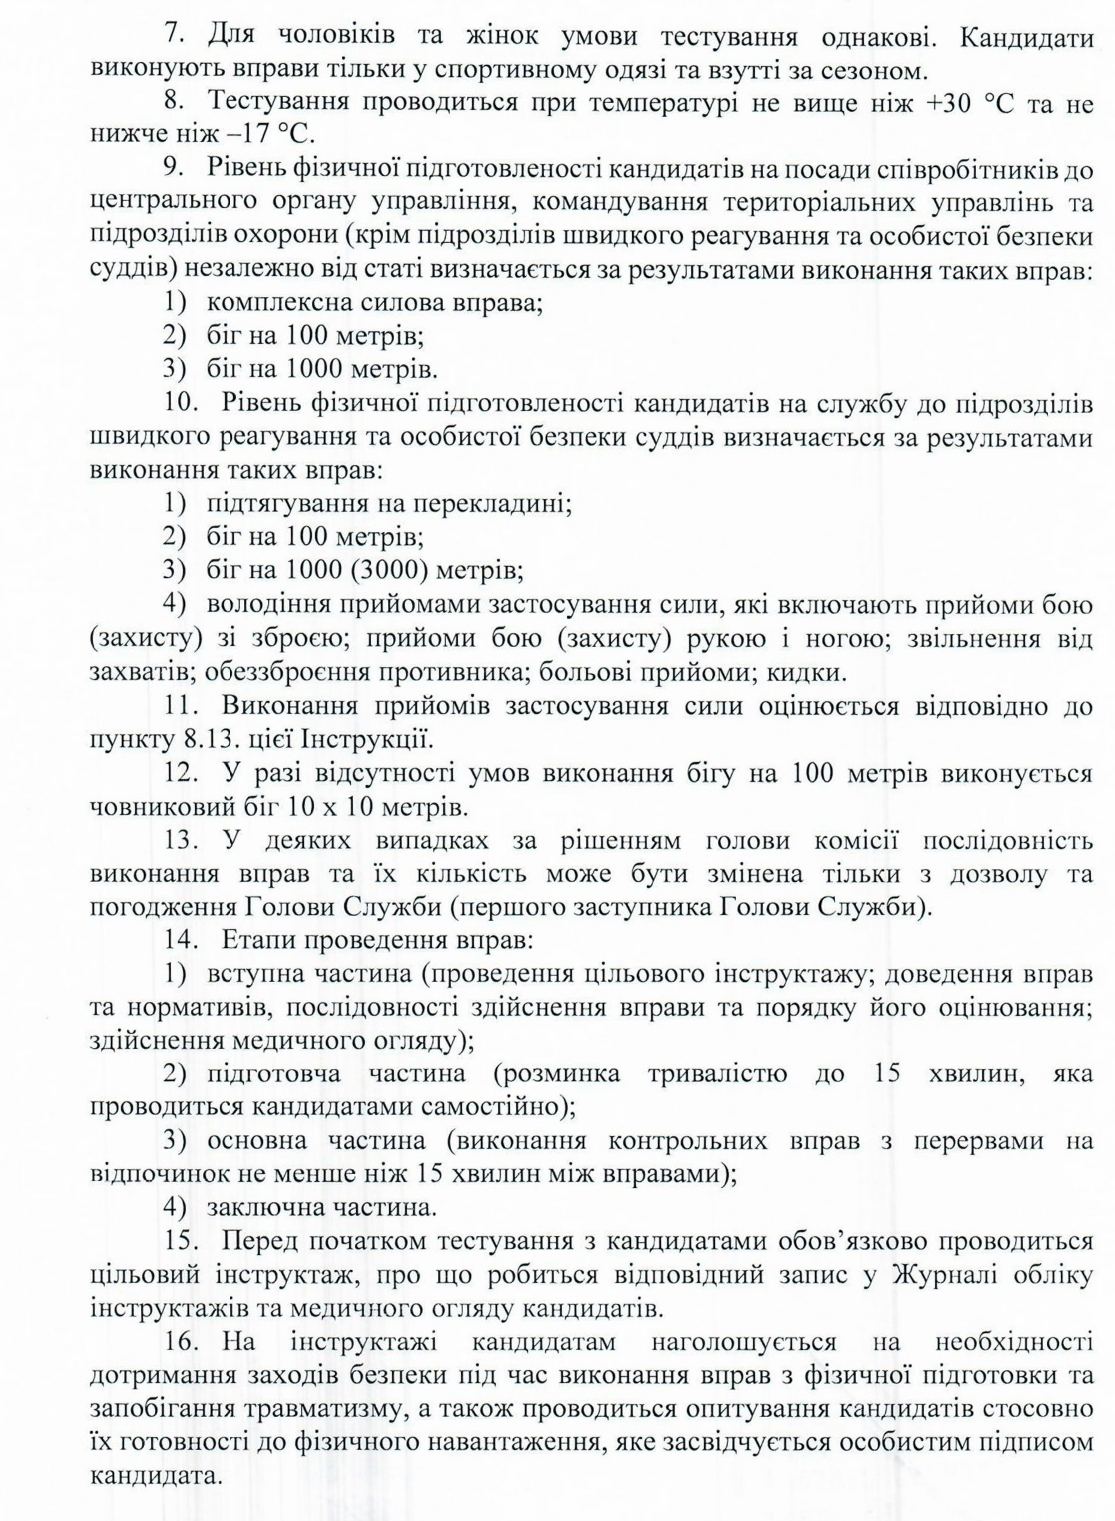 7. Для чоловіків та жінок умови тестування однакові. Кандидати
виконують вправи тільки у спортивному одязі та взутті за сезоном.
8. Тестування проводиться при температурі не вище ніж +30 °С та не
нижче ніж –17 °С.
9. Рівень фізичної підготовленості кандидатів на посади співробітників до
центрального органу управління, командування територіальних управлінь та
підрозділів охорони (крім підрозділів швидкого реагування та особистої безпеки
суддів) незалежно від статі визначається за результатами виконання таких вправ:
1) комплексна силова вправа;
2) біг на 100 метрів;
3) біг на 1000 метрів.
10. Рівень фізичної підготовленості кандидатів на службу до підрозділів
швидкого реагування та особистої безпеки суддів визначається за результатами
виконання таких вправ:
1) підтягування на перекладині;
2) біг на 100 метрів;
3) біг на 1000 (3000) метрів;
4) володіння прийомами застосування сили, які включають прийоми бою
(захисту) зі зброєю; прийоми бою (захисту) рукою і ногою; звільнення від
захватів; обеззброєння противника; больові прийоми; кидки.
11. Виконання прийомів застосування сили оцінюється відповідно до
пункту 8.13. цієї Інструкції.
12. У разі відсутності умов виконання бігу на 100 метрів виконується
човниковий біг 10 х 10 метрів.
13. У деяких випадках за рішенням голови комісії послідовність
виконання вправ та їх кількість може бути змінена тільки з дозволу та
погодження Голови Служби (першого заступника Голови Служби).
14. Етапи проведення вправ:
1) вступна частина (проведення цільового інструктажу; доведення вправ
та нормативів, послідовності здійснення вправи та порядку його оцінювання;
здійснення медичного огляду);
2) підготовча частина (розминка тривалістю до 15 хвилин, яка
проводиться кандидатами самостійно);
3) основна частина (виконання контрольних вправ з перервами на
відпочинок не менше ніж 15 хвилин між вправами);
4) заключна частина.
15. Перед початком тестування з кандидатами обов’язково проводиться
цільовий інструктаж, про що робиться відповідний запис у Журналі обліку
інструктажів та медичного огляду кандидатів.
16. На інструктажі кандидатам наголошується на необхідності
дотримання заходів безпеки під час виконання вправ з фізичної підготовки та
запобігання травматизму, а також проводиться опитування кандидатів стосовно
їх готовності до фізичного навантаження, яке засвідчується особистим підписом
кандидата.